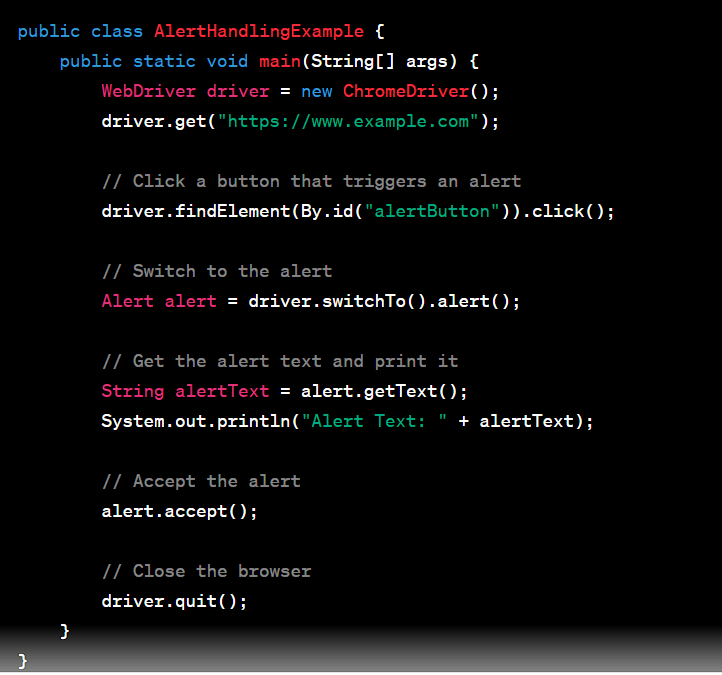 public class AlertHandlingExample {
    public static void main(String[] args) {
        WebDriver driver = new ChromeDriver();
        driver.get("https://www.example.com");

        // Click a button that triggers an alert
        driver.findElement(By.id("alertButton")).click();

        // Switch to the alert
        Alert alert = driver.switchTo().alert();

        // Get the alert text and print it
        String alertText = alert.getText();
        System.out.println("Alert Text: " + alertText);

        // Accept the alert
        alert.accept();

        // Close the browser
        driver.quit();
    }
}